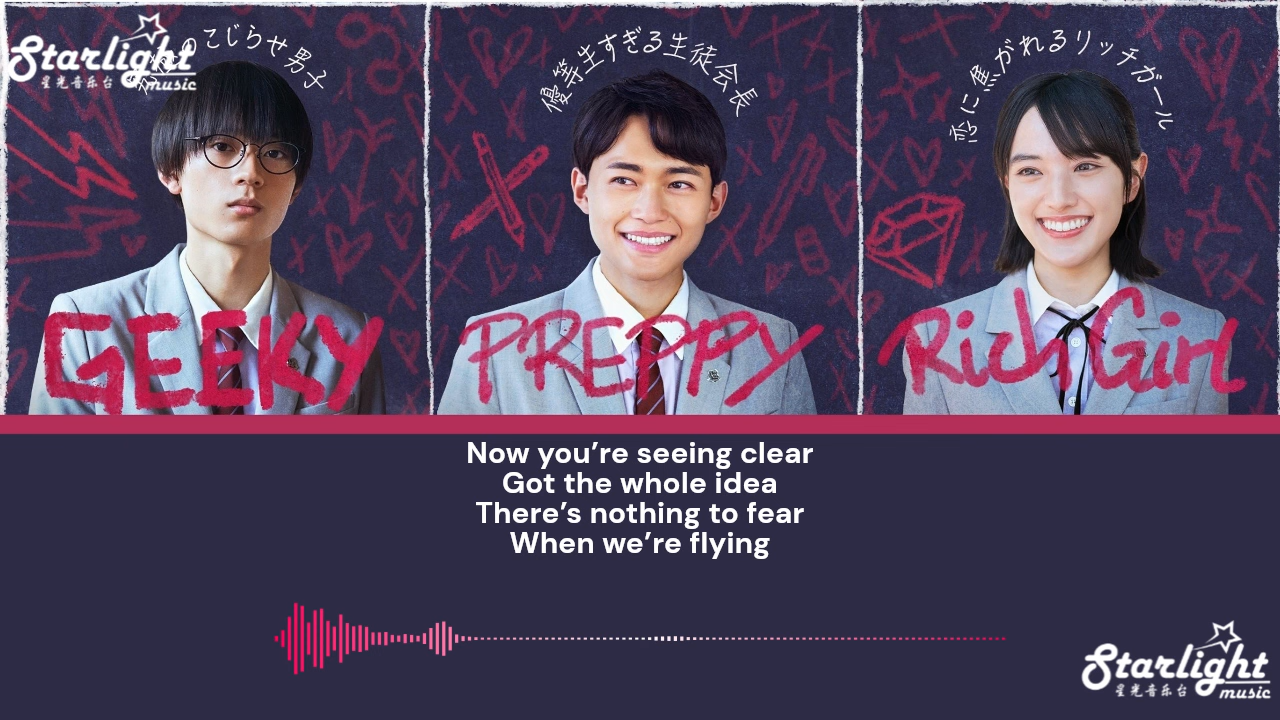 Starlight
星光音乐台
music
のこじらせ男子
優等生すぎる生徒会長
恋に焦がれるリッチガール
GEEKY
PREPPY
Rich Girl
Now you’re seeing clear
Got the whole idea
There’s nothing to fear
When we’re flying
Starlight
星光音乐台
music